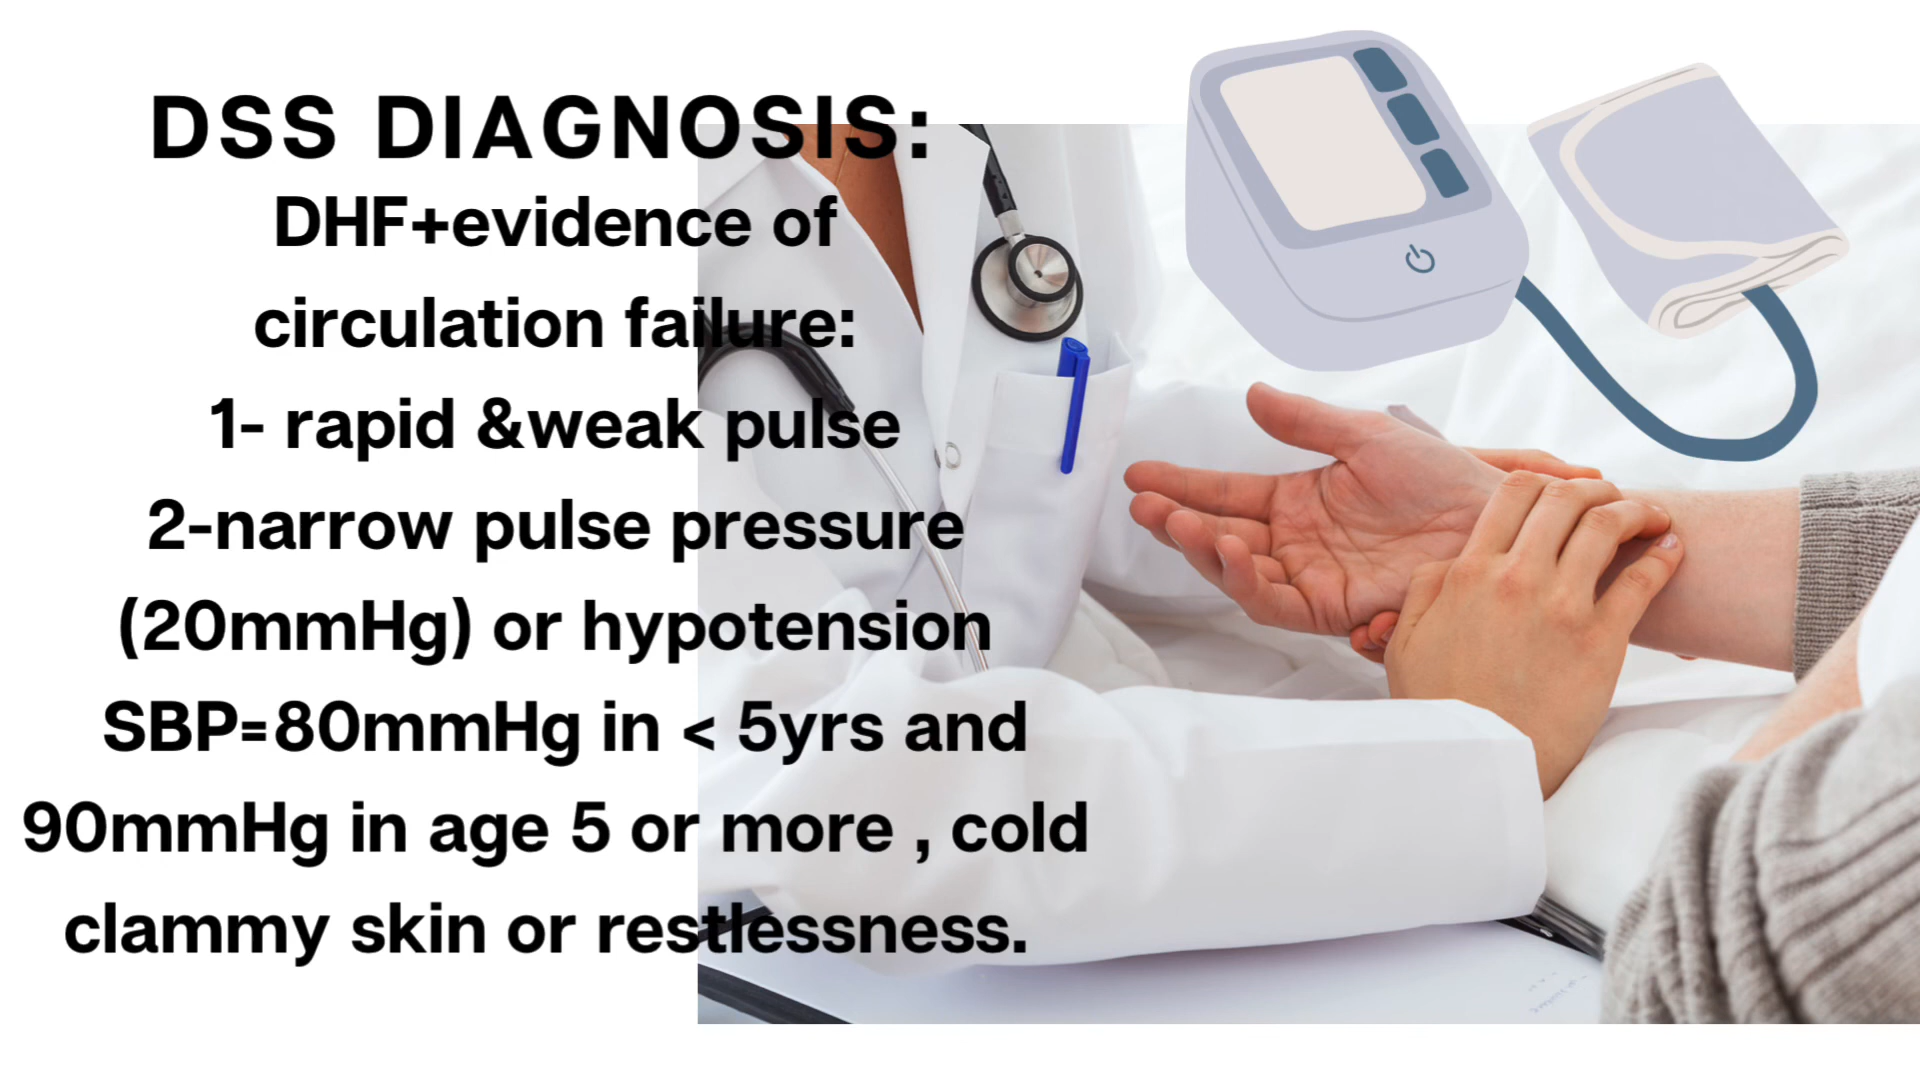 DSS DIAGNOSIS:
DHF+evidence of
circulation failure:
1- rapid &weak pulse
2-narrow pulse pressure
(20mmHg) or hypotension
SBP=80mmHg in < 5yrs and
90mmHg in age 5 or more , cold
clammy skin or restlessness.